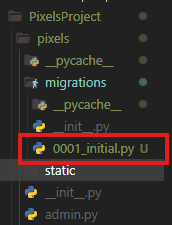 PixelsProject
pixels
__pycache__
migrations
__pycache__
__init__.py
0001_initial.py U
static
__init__.py
admin.py